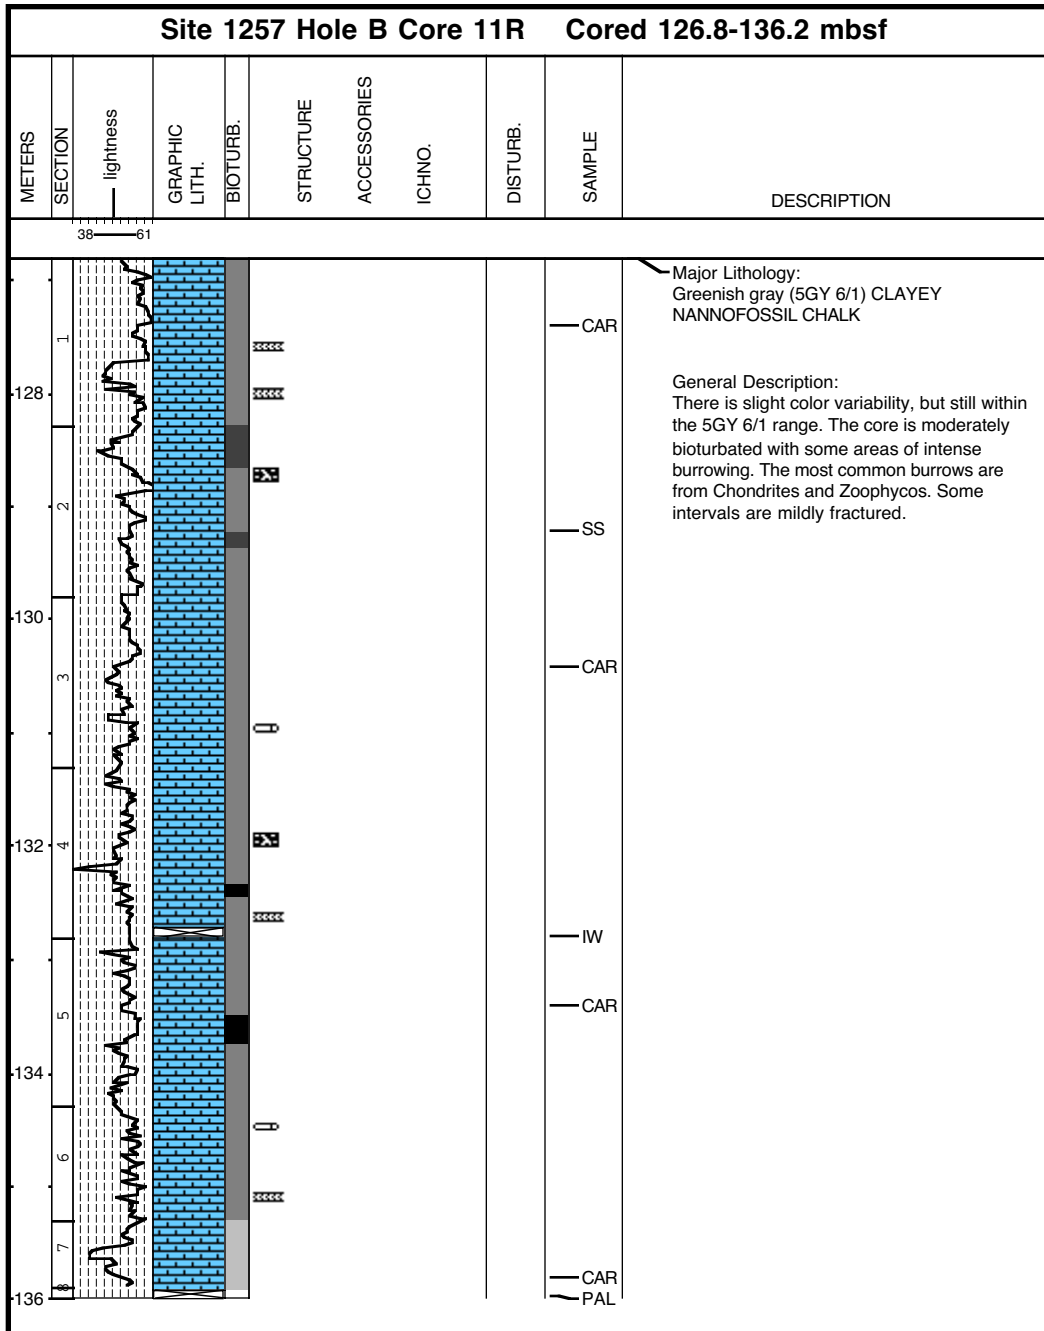 Site 1257 Hole B Core 11R Cored 126.8-136.2 mbsf
METERS
SECTION
lightness
GRAPHIC
LITH.
BIOTURB.
STRUCTURE
ACCESSORIES
ICHNO.
DISTURB.
SAMPLE
DESCRIPTION
38 61
Major Lithology:
Greenish gray (5GY 6/1) CLAYEY
NANNOFOSSIL CHALK
CAR
1
General Description:
There is slight color variability, but still within
the 5GY 6/1 range. The core is moderately
bioturbated with some areas of intense
burrowing. The most common burrows are
from Chondrites and Zoophycos. Some
intervals are mildly fractured.
128
2
SS
130
CAR
3
132
4
IW
CAR
5
134
6
7
CAR
8
136
PAL